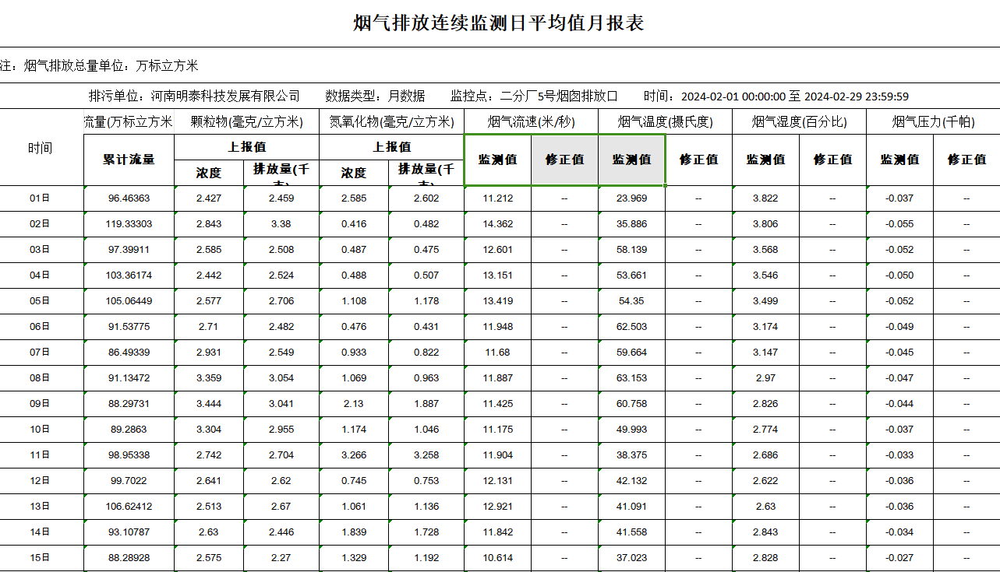 烟气排放连续监测日平均值月报表
注：烟气排放总量单位：万标立方米
排污单位：河南明泰科技发展有限公司 数据类型：月数据 监控点：二分厂5号烟囱排放口 时间：2024-02-01 00:00:00 至 2024-02-29 23:59:59
时间 流量(万标立方米 颗粒物(毫克/立方米) 氮氧化物(毫克/立方米) 烟气流速(米/秒) 烟气温度(摄氏度) 烟气湿度(百分比) 烟气压力(千帕)
累计流量 上报值 上报值 监测值 修正值 监测值 修正值 监测值 修正值 监测值 修正值
浓度 排放量(千 浓度 排放量(千
01日 96.46363 2.427 2.459 2.585 2.602 11.212 -- 23.969 -- 3.822 -- -0.037 --
02日 119.33303 2.843 3.38 0.416 0.482 14.362 -- 35.886 -- 3.806 -- -0.055 --
03日 97.39911 2.585 2.508 0.487 0.475 12.601 -- 58.139 -- 3.568 -- -0.052 --
04日 103.36174 2.442 2.524 0.488 0.507 13.151 -- 53.661 -- 3.546 -- -0.050 --
05日 105.06449 2.577 2.706 1.108 1.178 13.419 -- 54.35 -- 3.499 -- -0.052 --
06日 91.53775 2.71 2.482 0.476 0.431 11.948 -- 62.503 -- 3.174 -- -0.049 --
07日 86.49339 2.931 2.549 0.933 0.822 11.68 -- 59.664 -- 3.147 -- -0.045 --
08日 91.13472 3.359 3.054 1.069 0.963 11.887 -- 63.153 -- 2.97 -- -0.047 --
09日 88.29731 3.444 3.041 2.13 1.887 11.425 -- 60.758 -- 2.826 -- -0.044 --
10日 89.2863 3.304 2.955 1.174 1.046 11.175 -- 49.993 -- 2.774 -- -0.037 --
11日 98.95338 2.742 2.704 3.266 3.258 11.904 -- 38.375 -- 2.686 -- -0.033 --
12日 99.7022 2.641 2.62 0.745 0.753 12.131 -- 42.132 -- 2.622 -- -0.036 --
13日 106.62412 2.513 2.67 1.061 1.136 12.921 -- 41.091 -- 2.63 -- -0.036 --
14日 93.10787 2.63 2.446 1.839 1.728 11.842 -- 41.558 -- 2.843 -- -0.034 --
15日 88.28928 2.575 2.27 1.329 1.192 10.614 -- 37.023 -- 2.828 -- -0.027 --